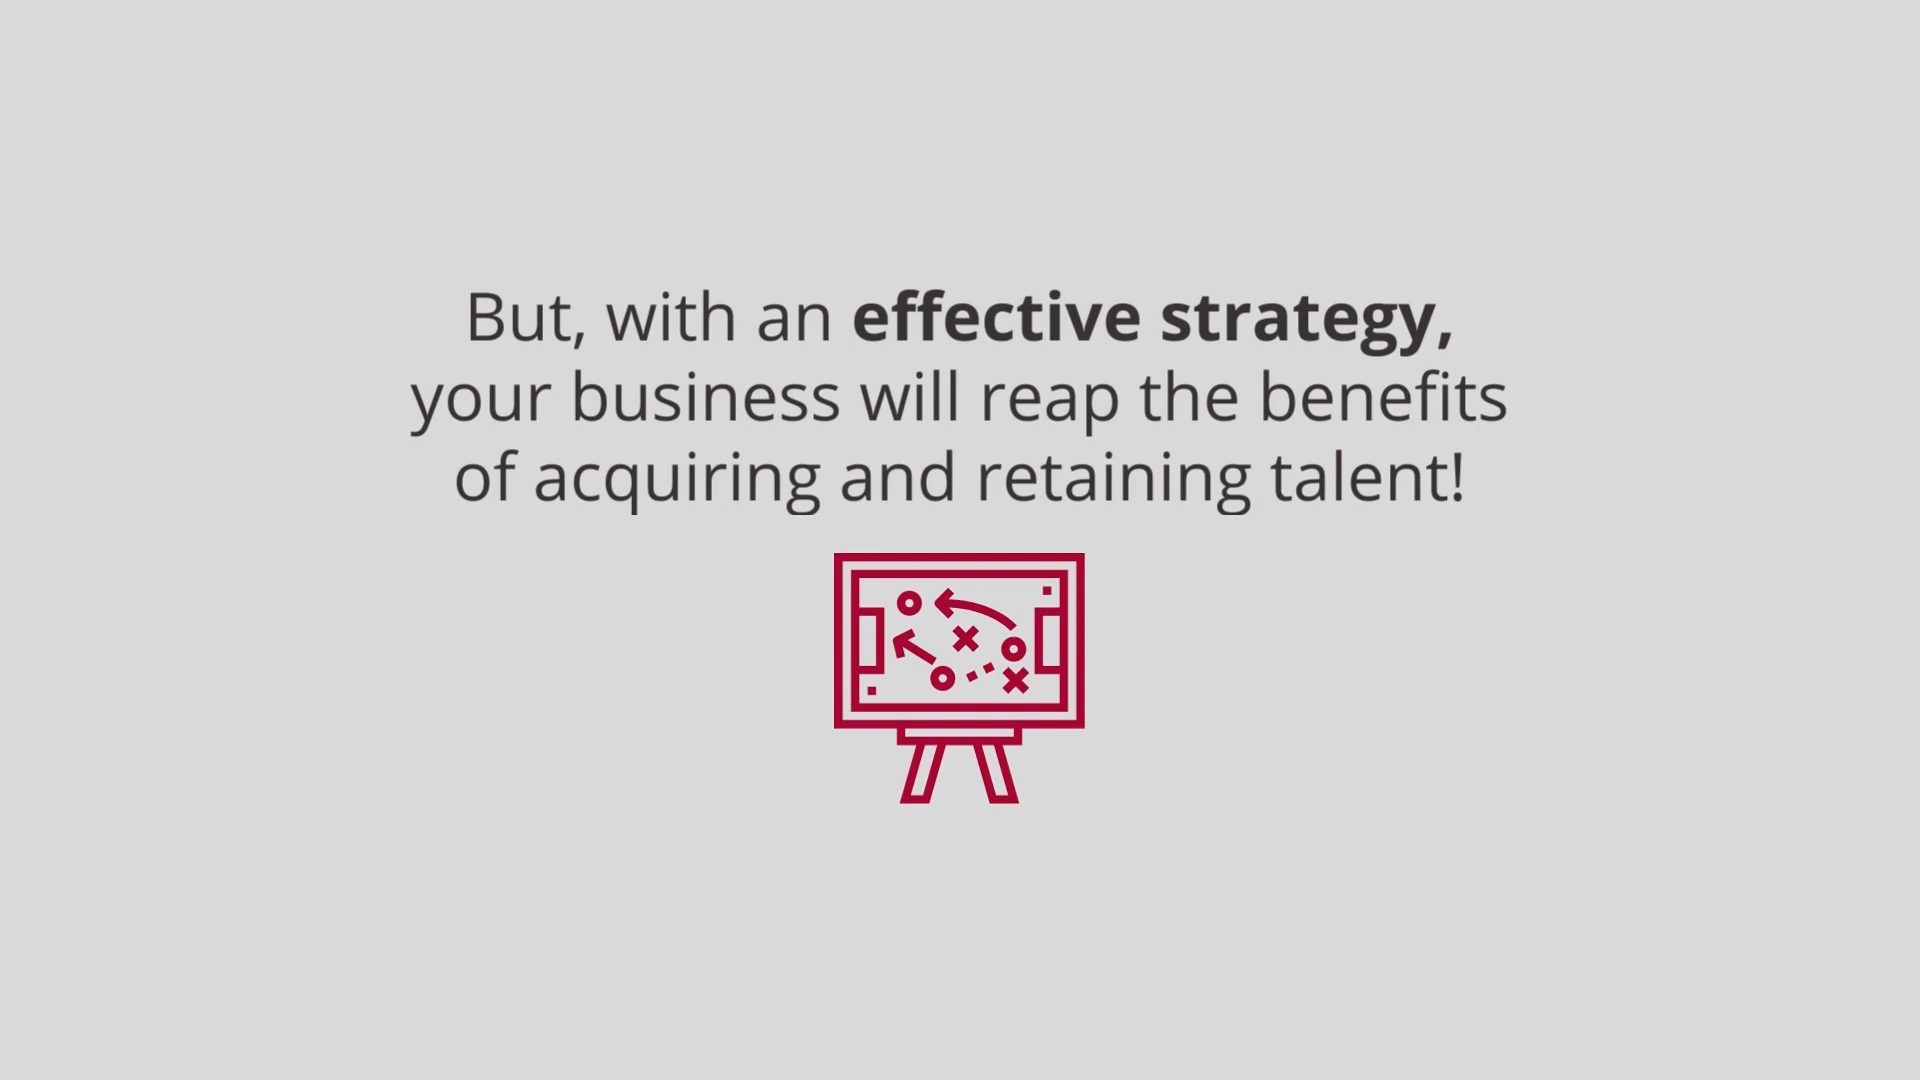 But, with an effective strategy,
your business will reap the benefits
of acquiring and retaining talent!